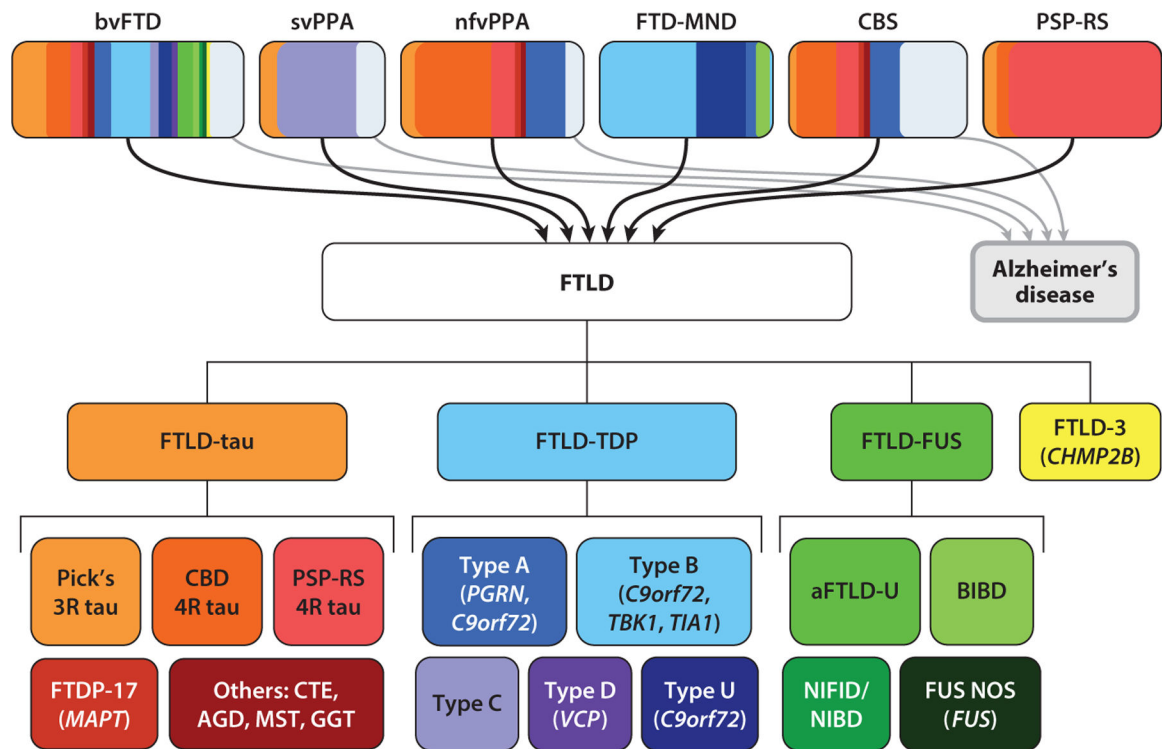 bvFTD svPPA nfvPPA FTD-MND CBS PSP-RS
FTLD
Alzheimer's
disease
FTLD-tau
FTLD-TDP
FTLD-FUS
FTLD-3
(CHMP2B)
Pick's
3R tau
CBD
4R tau
PSP-RS
4R tau
Type A
(PGRN,
C9orf72)
Type B
(C9orf72,
TBK1, TIA1)
aFTLD-U
BIBD
FTDP-17
(MAPT)
Others: CTE,
AGD, MST, GGT
Type C
Type D
(VCP)
Type U
(C9orf72)
NIFID/
NIBD
FUS NOS
(FUS)